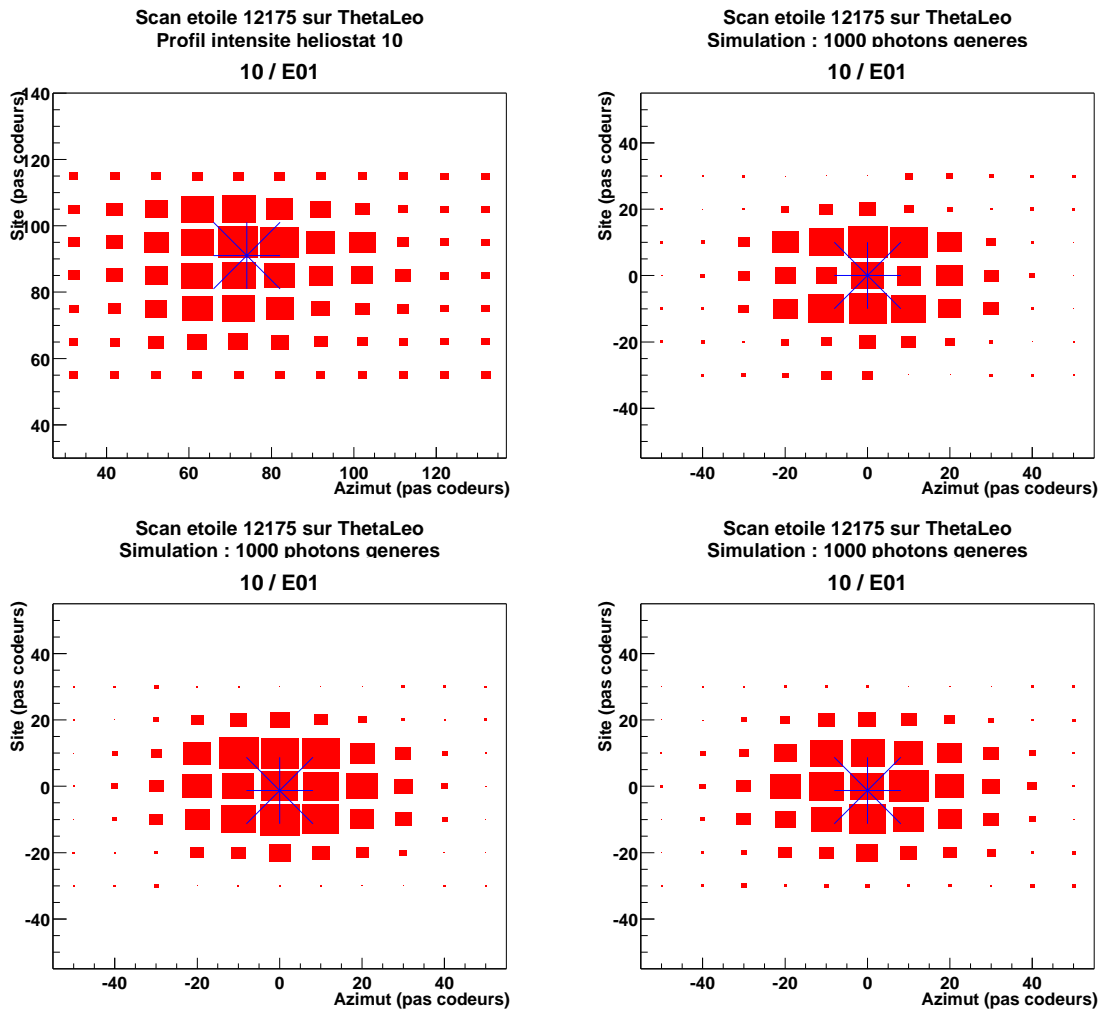 Scan etoile 12175 sur ThetaLeo
Profil intensite heliostat 10
10 / E01
Site (pas codeurs)
140
120
100
80
60
40
40
60
80
100
120
Azimut (pas codeurs)
Scan etoile 12175 sur ThetaLeo
Simulation : 1000 photons generes
10 / E01
Site (pas codeurs)
40
20
0
-20
-40
-40
-20
0
20
40
Azimut (pas codeurs)
Scan etoile 12175 sur ThetaLeo
Simulation : 1000 photons generes
10 / E01
Site (pas codeurs)
40
20
0
-20
-40
-40
-20
0
20
40
Azimut (pas codeurs)
Scan etoile 12175 sur ThetaLeo
Simulation : 1000 photons generes
10 / E01
Site (pas codeurs)
40
20
0
-20
-40
-40
-20
0
20
40
Azimut (pas codeurs)